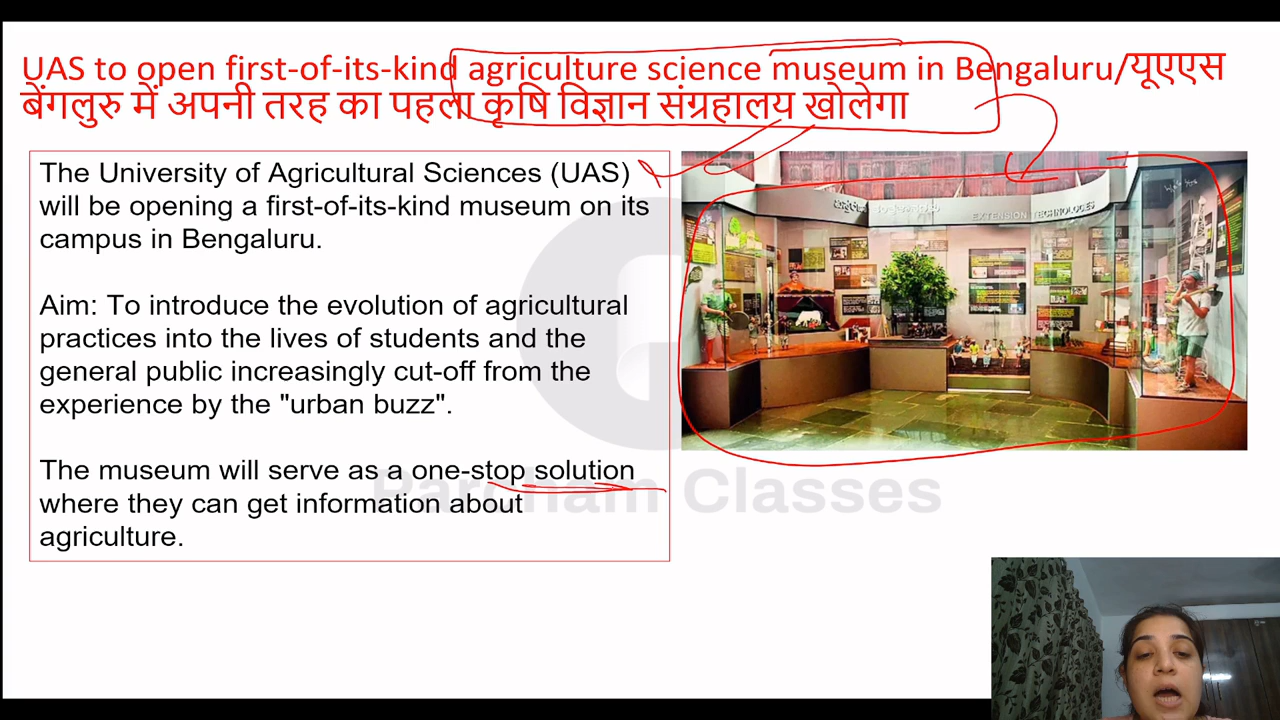 UAS to open first-of-its-kind agriculture science museum in Bengaluru/यूएएस
बेंगलुरु में अपनी तरह का पहला कृषि विज्ञान संग्रहालय खोलेगा
The University of Agricultural Sciences (UAS)
will be opening a first-of-its-kind museum on its
campus in Bengaluru.
Aim: To introduce the evolution of agricultural
practices into the lives of students and the
general public increasingly cut-off from the
experience by the "urban buzz".
The museum will serve as a one-stop solution
where they can get information about
agriculture.
EXTENSION TECHNOLOGIES
Parcham Classes